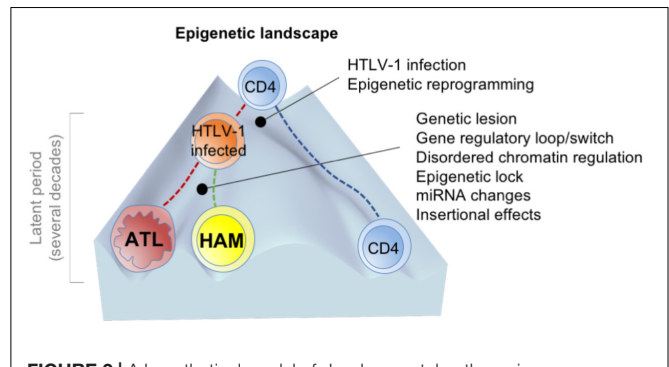 Epigenetic landscape
CD4
HTLV-1 infection
Epigenetic reprogramming
HTLV-1
infected
Genetic lesion
Gene regulatory loop/switch
Disordered chromatin regulation
Epigenetic lock
miRNA changes
Insertional effects
Latent period
(several decades)
ATL
HAM
CD4